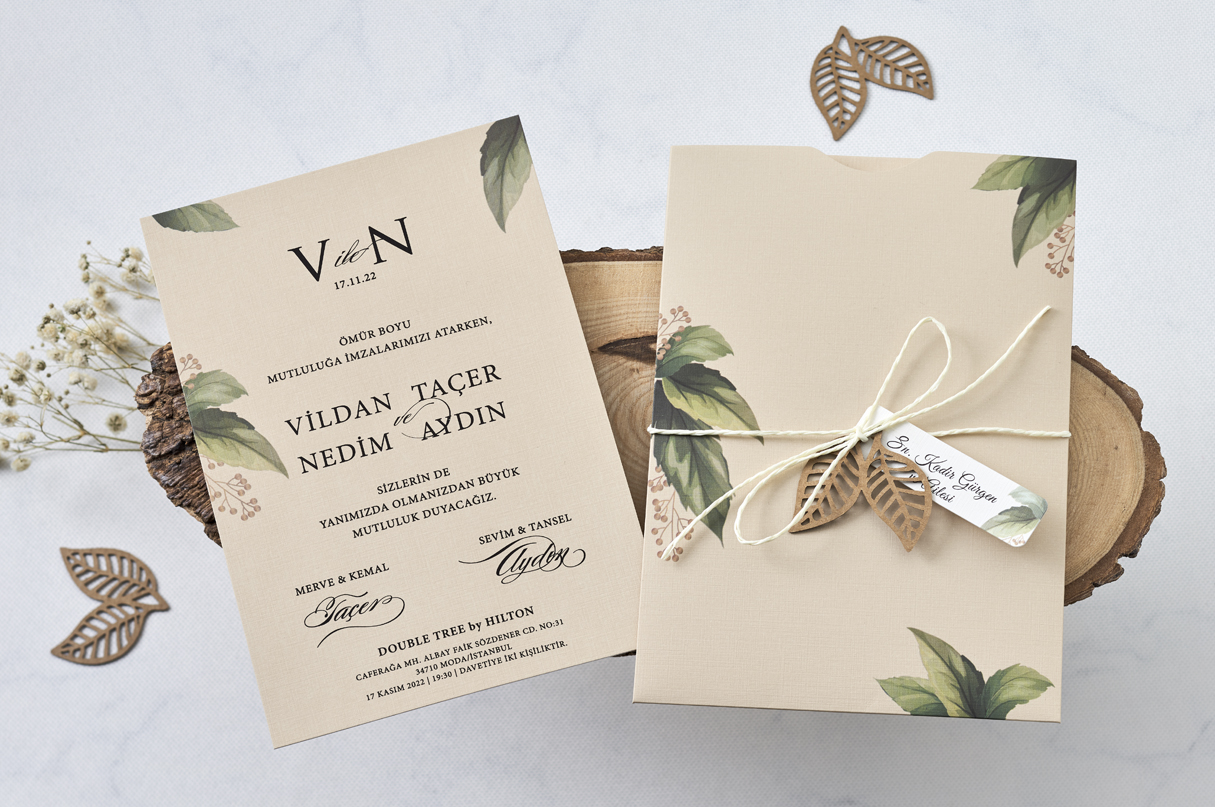 V ile N
17.11.22
ÖMÜR BOYU
MUTLULUĞA İMZALARIMIZI ATARKEN,
VİLDAN TAÇER
ve
NEDİM AYDIN
SİZLERİN DE
YANIMIZDA OLMANIZDAN BÜYÜK
MUTLULUK DUYACAĞIZ.
MERVE & KEMAL
Taçer
SEVİM & TANSEL
Aydın
DOUBLE TREE by HILTON
CAFERAĞA MH. ALBAY FAİK SÖZDENER CD. NO:31
34710 MODA/İSTANBUL
17 KASIM 2022 | 19:30 | DAVETİYE İKİ KİŞİLİKTİR.
Sn. Kadir Gürgen
Ailesi